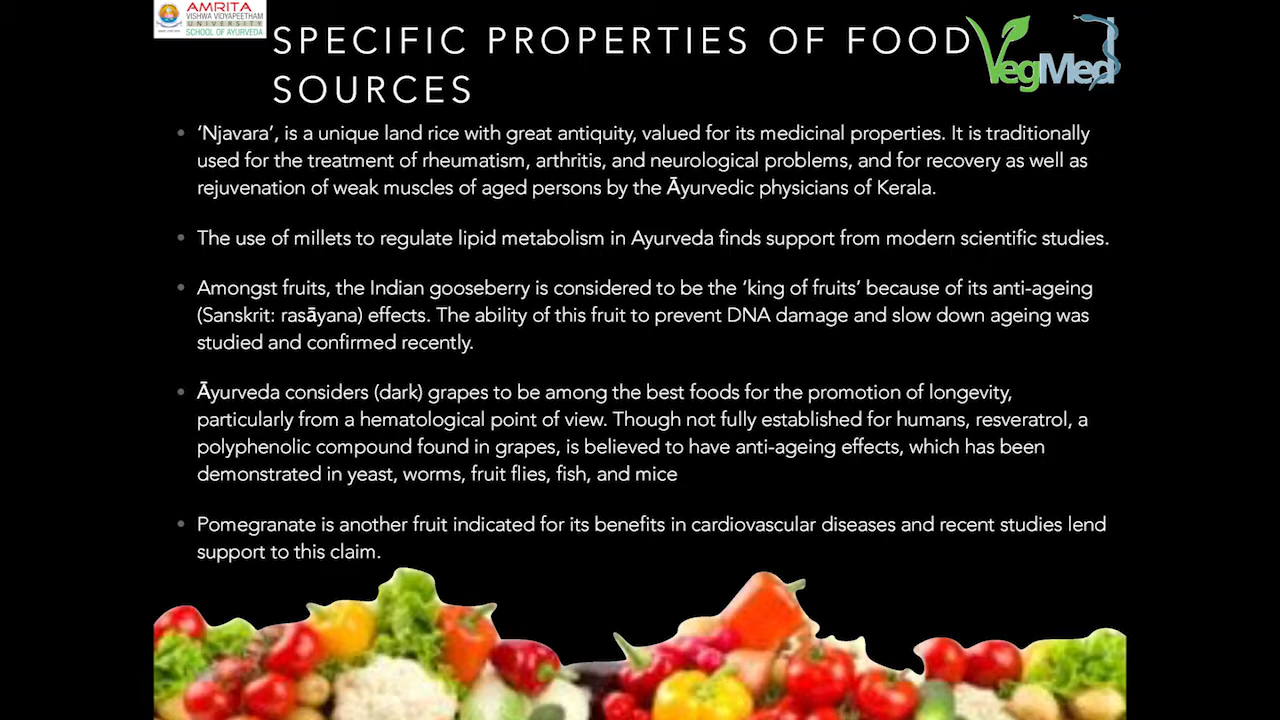 AMRITA
VISHWA VIDYAPEETHAM
UNIVERSITY
SCHOOL OF AYURVEDA
SPECIFIC PROPERTIES OF FOOD
SOURCES
VegMed
• ‘Njavara’, is a unique land rice with great antiquity, valued for its medicinal properties. It is traditionally
used for the treatment of rheumatism, arthritis, and neurological problems, and for recovery as well as
rejuvenation of weak muscles of aged persons by the Āyurvedic physicians of Kerala.
• The use of millets to regulate lipid metabolism in Ayurveda finds support from modern scientific studies.
• Amongst fruits, the Indian gooseberry is considered to be the ‘king of fruits’ because of its anti-ageing
(Sanskrit: rasāyana) effects. The ability of this fruit to prevent DNA damage and slow down ageing was
studied and confirmed recently.
• Āyurveda considers (dark) grapes to be among the best foods for the promotion of longevity,
particularly from a hematological point of view. Though not fully established for humans, resveratrol, a
polyphenolic compound found in grapes, is believed to have anti-ageing effects, which has been
demonstrated in yeast, worms, fruit flies, fish, and mice
• Pomegranate is another fruit indicated for its benefits in cardiovascular diseases and recent studies lend
support to this claim.